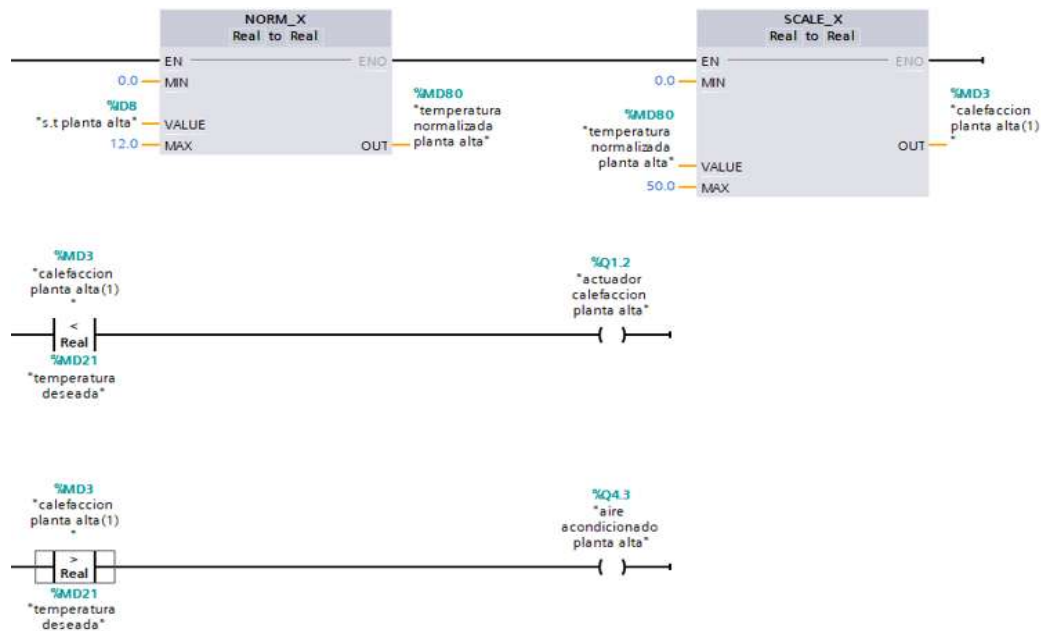 NORM_X
Real to Real
EN
ENO
0.0
MIN
%ID8
"s.t planta alta"
VALUE
12.0
MAX
OUT
%MD80
"temperatura
normalizada
planta alta"
SCALE_X
Real to Real
EN
ENO
0.0
MIN
%MD80
"temperatura
normalizada
planta alta"
VALUE
50.0
MAX
OUT
%MD3
"calefaccion
planta alta(1)
"
%MD3
"calefaccion
planta alta(1)
"
<
Real
%MD21
"temperatura
deseada"
%Q1.2
"actuador
calefaccion
planta alta"
%MD3
"calefaccion
planta alta(1)
"
>
Real
%MD21
"temperatura
deseada"
%Q4.3
"aire
acondicionado
planta alta"